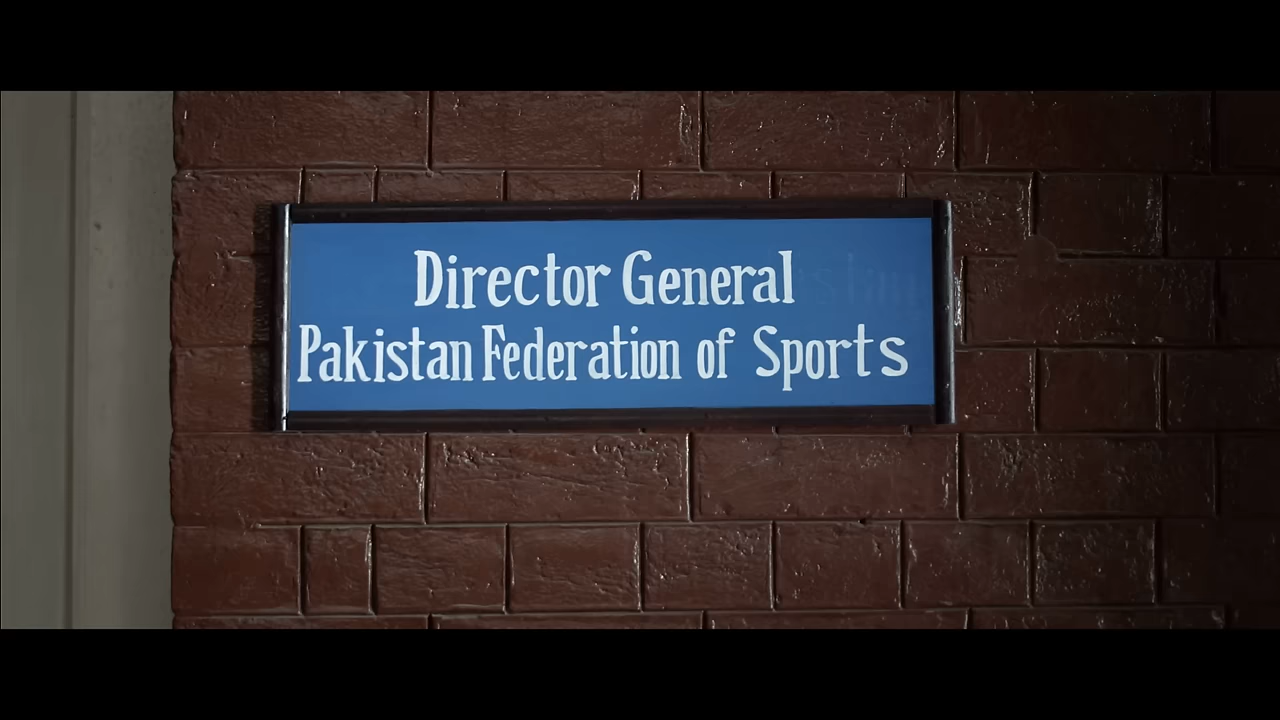 Director General
Pakistan Federation of Sports